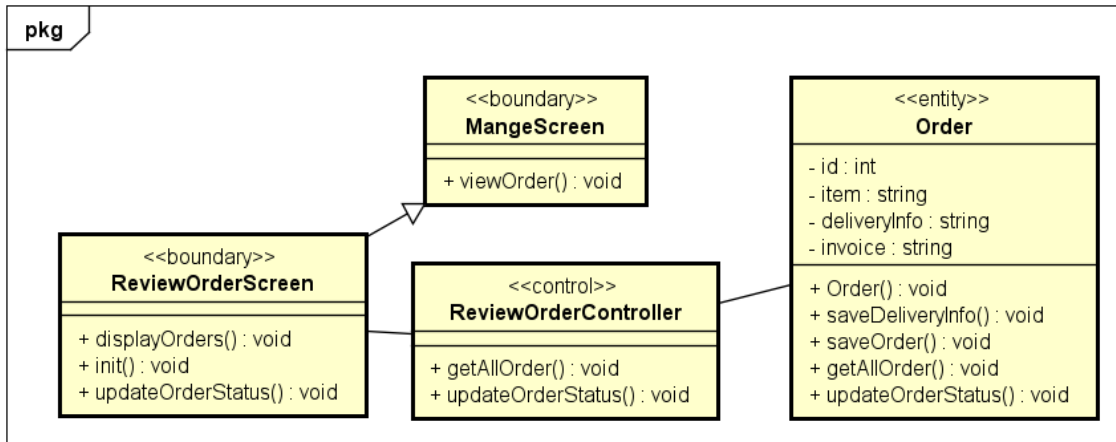 pkg
<<boundary>>
MangeScreen
+ viewOrder() : void
<<entity>>
Order
- id : int
- item : string
- deliveryInfo : string
- invoice : string
+ Order() : void
+ saveDeliveryInfo() : void
+ saveOrder() : void
+ getAllOrder() : void
+ updateOrderStatus() : void
<<boundary>>
ReviewOrderScreen
+ displayOrders() : void
+ init() : void
+ updateOrderStatus() : void
<<control>>
ReviewOrderController
+ getAllOrder() : void
+ updateOrderStatus() : void